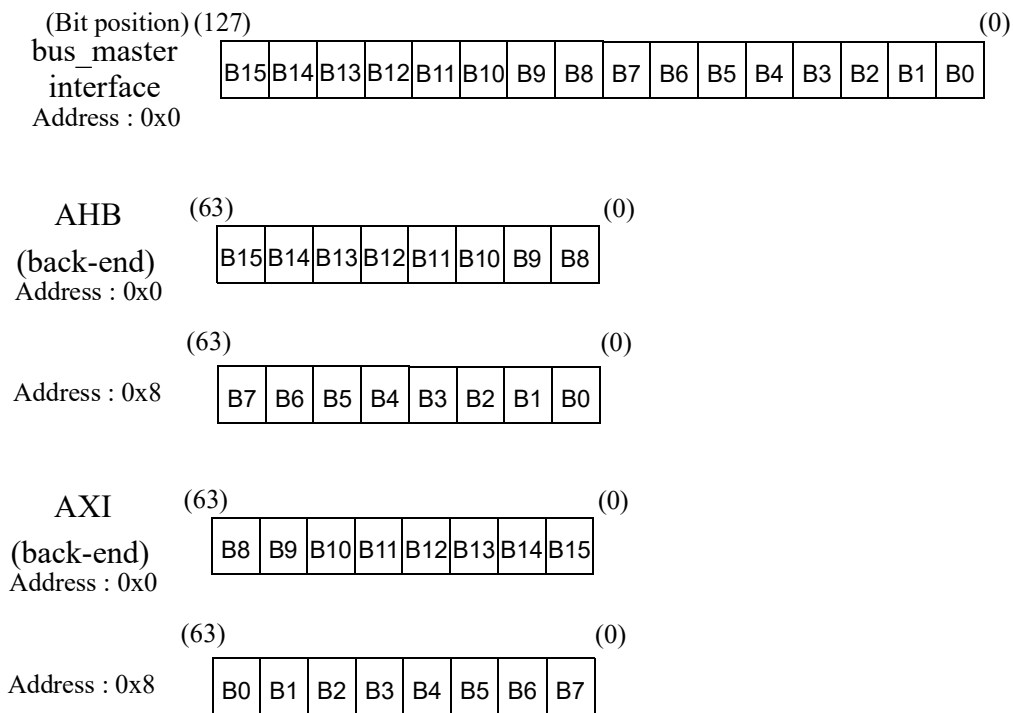 (Bit position) (127) (0)
bus_master
interface
Address : 0x0
B15 B14 B13 B12 B11 B10 B9 B8 B7 B6 B5 B4 B3 B2 B1 B0
AHB
(back-end)
Address : 0x0
(63) (0)
B15 B14 B13 B12 B11 B10 B9 B8
(63) (0)
Address : 0x8
B7 B6 B5 B4 B3 B2 B1 B0
AXI
(back-end)
Address : 0x0
(63) (0)
B8 B9 B10 B11 B12 B13 B14 B15
(63) (0)
Address : 0x8
B0 B1 B2 B3 B4 B5 B6 B7